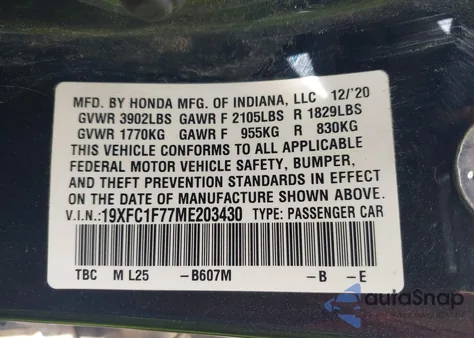 MFD. BY HONDA MFG. OF INDIANA, LLC 12/'20
GVWR 3902LBS GAWR F 2105LBS R 1829LBS
GVWR 1770KG GAWR F 955KG R 830KG
THIS VEHICLE CONFORMS TO ALL APPLICABLE
FEDERAL MOTOR VEHICLE SAFETY, BUMPER,
AND THEFT PREVENTION STANDARDS IN EFFECT
ON THE DATE OF MANUFACTURE SHOWN ABOVE.
V.I.N.:19XFC1F77ME203430 TYPE: PASSENGER CAR
TBC M L25 –B607M –B –E
autaSnap